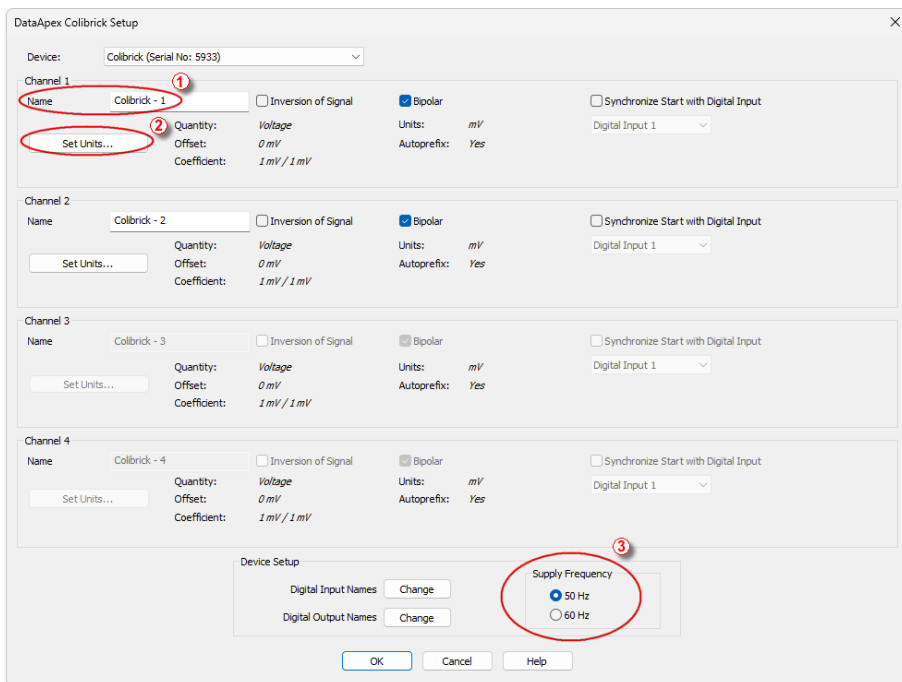 DataApex Colibrick Setup
Device: Colibrick (Serial No: 5933)
Channel 1
①
Name Colibrick - 1 Inversion of Signal Bipolar Synchronize Start with Digital Input
②
Set Units... Quantity: Voltage Units: mV Digital Input 1
Offset: 0 mV Autoprefix: Yes
Coefficient: 1 mV / 1 mV
Channel 2
Name Colibrick - 2 Inversion of Signal Bipolar Synchronize Start with Digital Input
Quantity: Voltage Units: mV Digital Input 1
Set Units... Offset: 0 mV Autoprefix: Yes
Coefficient: 1 mV / 1 mV
Channel 3
Name Colibrick - 3 Inversion of Signal Bipolar Synchronize Start with Digital Input
Quantity: Voltage Units: mV Digital Input 1
Set Units... Offset: 0 mV Autoprefix: Yes
Coefficient: 1 mV / 1 mV
Channel 4
Name Colibrick - 4 Inversion of Signal Bipolar Synchronize Start with Digital Input
Quantity: Voltage Units: mV Digital Input 1
Set Units... Offset: 0 mV Autoprefix: Yes
Coefficient: 1 mV / 1 mV
③
Device Setup
Supply Frequency
Digital Input Names Change 50 Hz
Digital Output Names Change 60 Hz
OK Cancel Help